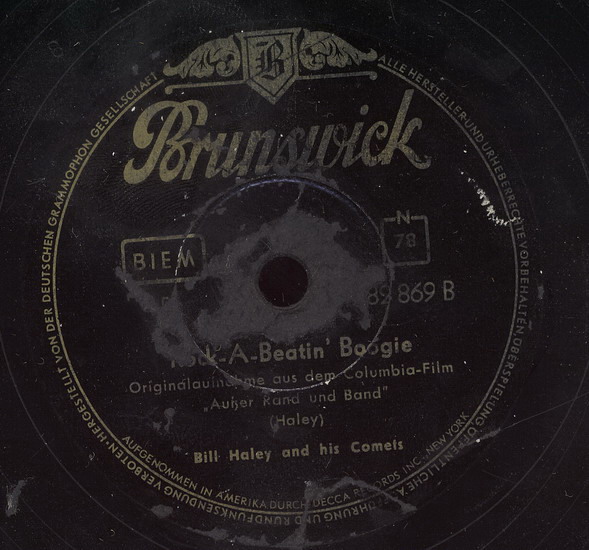 B
Brunswick
BIEM
N
78
82 869 B
Rock-A-Beatin' Boogie
Originalaufnahme aus dem Columbia-Film
„Außer Rand und Band"
(Haley)
Bill Haley and his Comets
AUFGENOMMEN IN AMERIKA DURCH DECCA RECORDS INC., NEW YORK
HERGESTELLT VON DER DEUTSCHEN GRAMMOPHON GESELLSCHAFT
ALLE HERSTELLER- UND URHEBERRECHTE VORBEHALTEN · ÜBERSPIELUNG, ÖFFENTLICHE AUFFÜHRUNG UND RUNDFUNKSENDUNG VERBOTEN ·